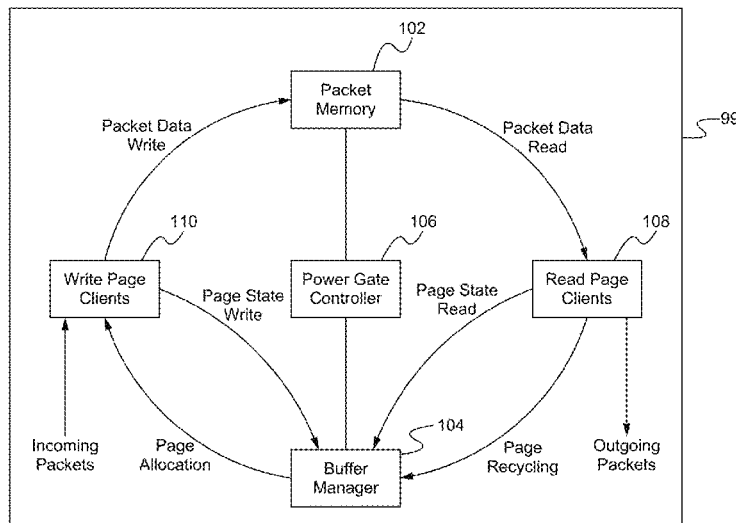 102
Packet
Memory
99
Packet Data
Write
Packet Data
Read
110
106
108
Write Page
Clients
Power Gate
Controller
Read Page
Clients
Page State
Write
Page State
Read
104
Incoming
Packets
Page
Allocation
Buffer
Manager
Page
Recycling
Outgoing
Packets